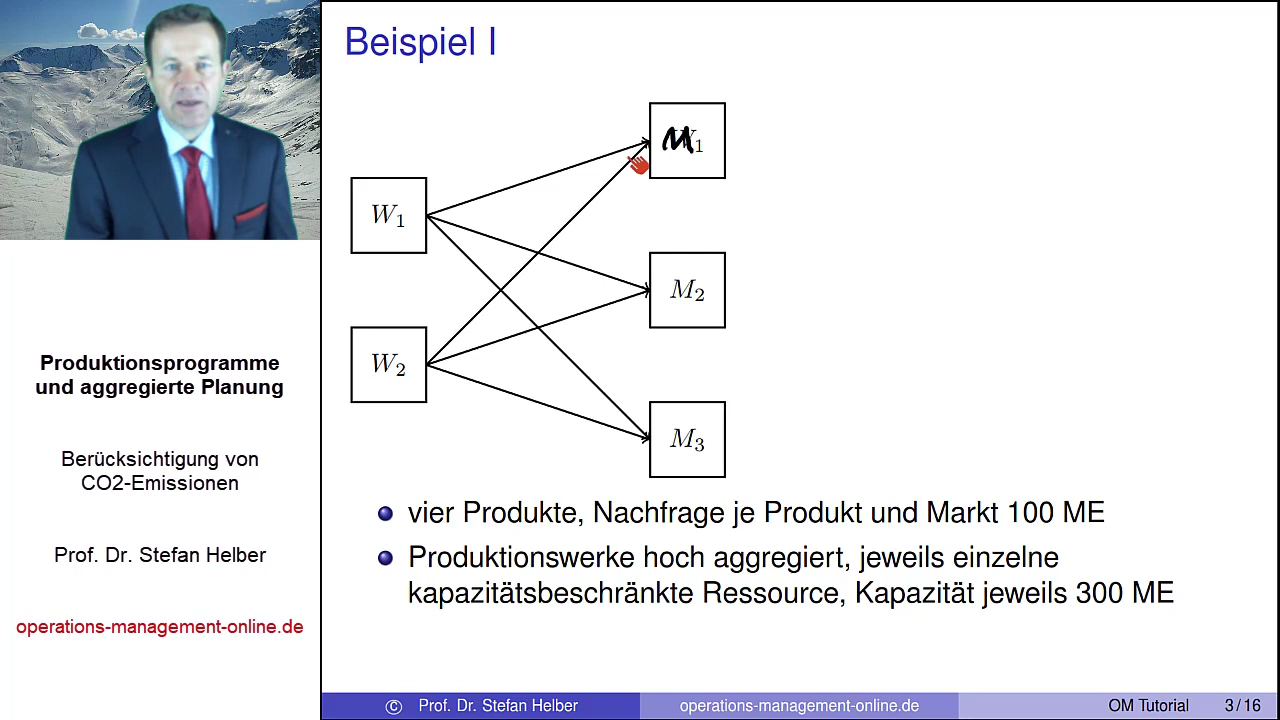 Beispiel I
M1
W1
M2
W2
M3
vier Produkte, Nachfrage je Produkt und Markt 100 ME
Produktionswerke hoch aggregiert, jeweils einzelne
kapazitätsbeschränkte Ressource, Kapazität jeweils 300 ME
Produktionsprogramme
und aggregierte Planung
Berücksichtigung von
CO2-Emissionen
Prof. Dr. Stefan Helber
operations-management-online.de
© Prof. Dr. Stefan Helber operations-management-online.de OM Tutorial 3 / 16